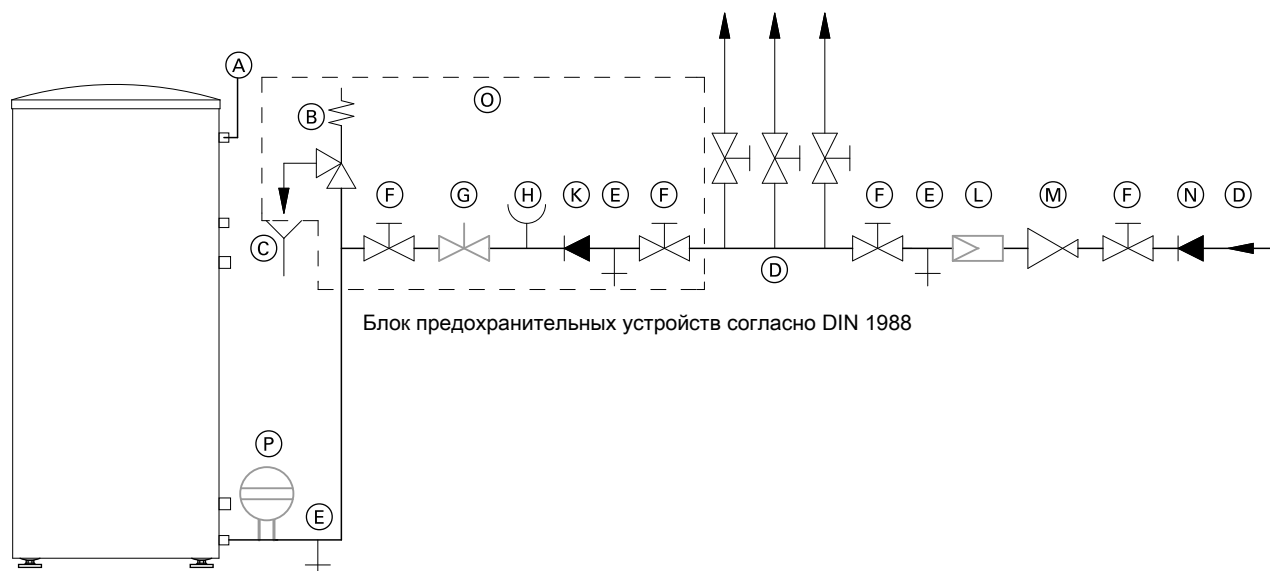 A
O
B
F G H K E F F E L M F N D
C
D
Блок предохранительных устройств согласно DIN 1988
P
E